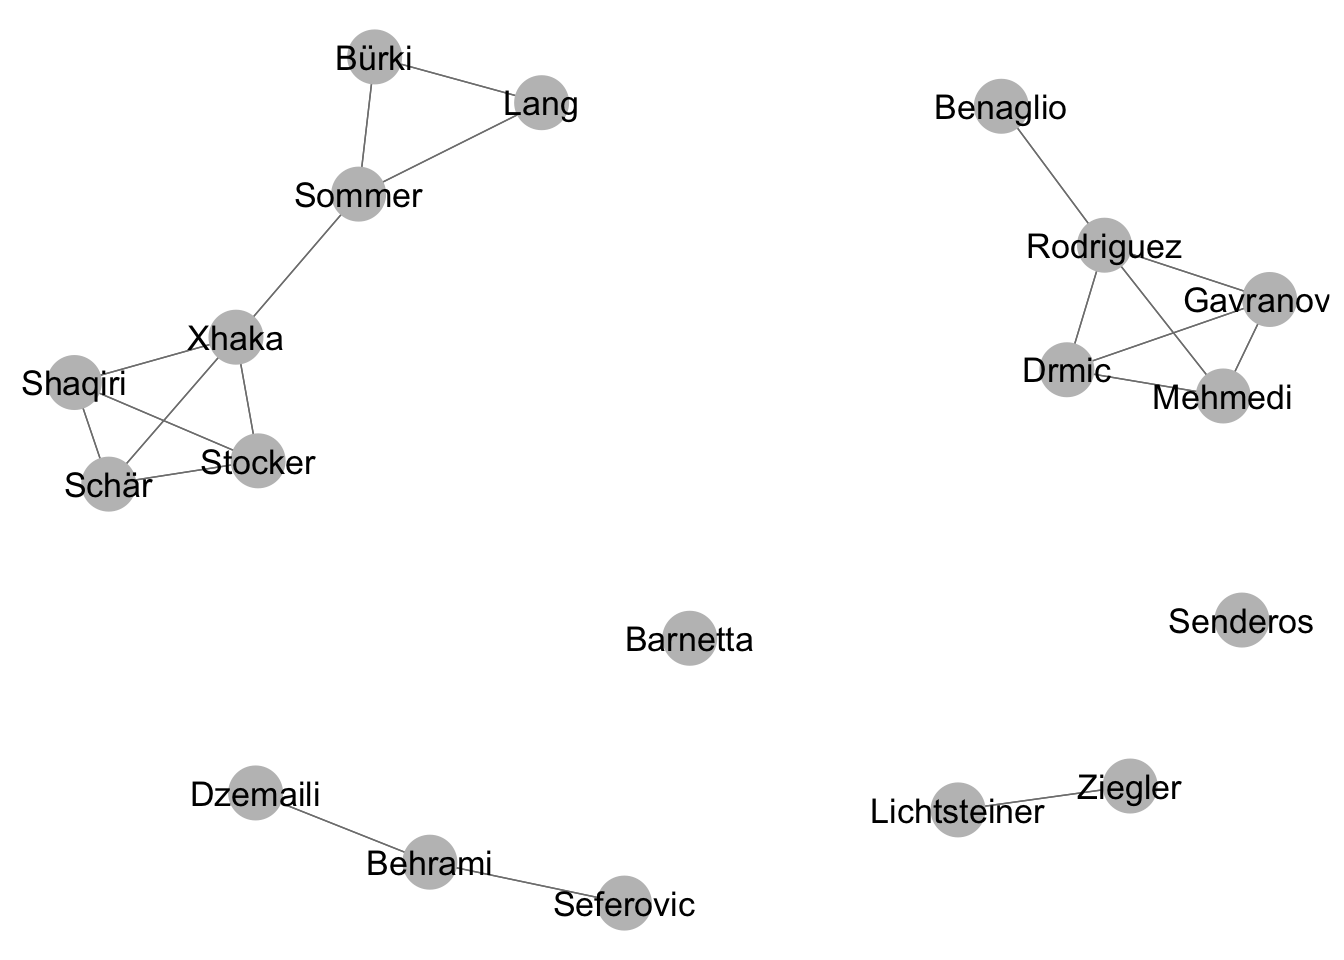 Bürki
Lang
Benaglio
Sommer
Rodriguez
Gavranov
Xhaka
Drmic
Shaqiri
Mehmedi
Stocker
Schär
Senderos
Barnetta
Ziegler
Dzemaili
Lichtsteiner
Behrami
Seferovic